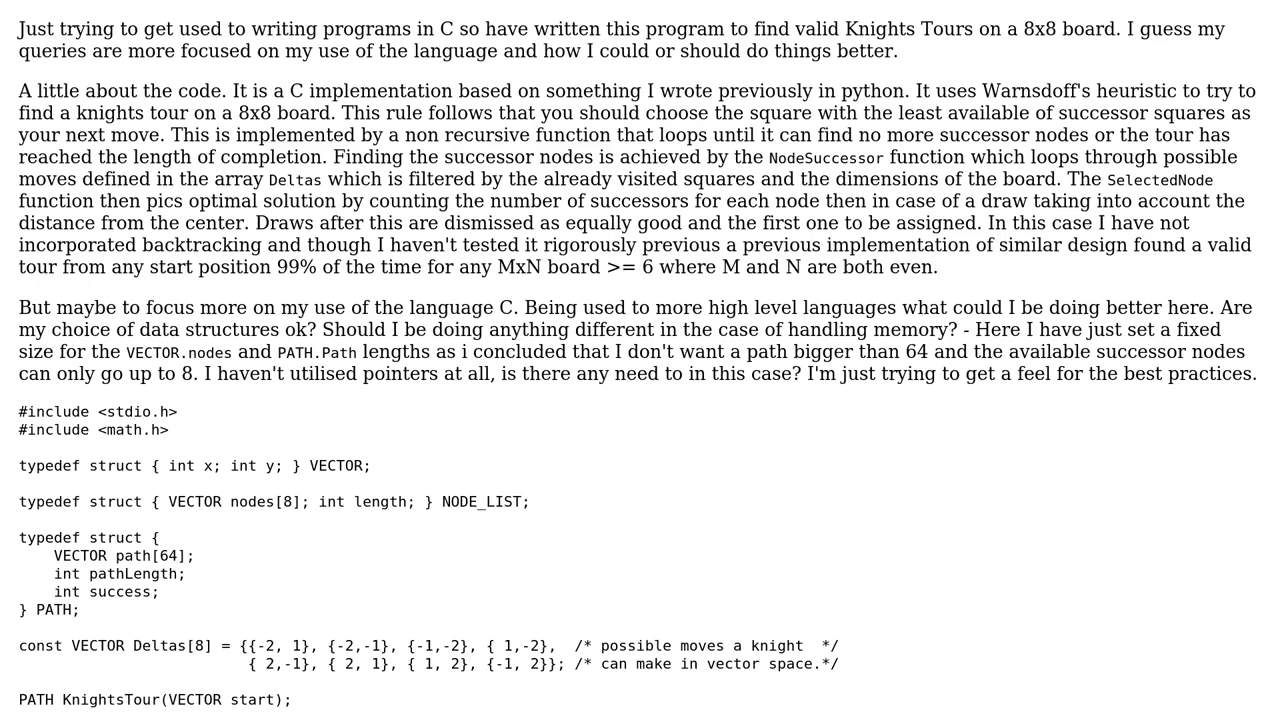 Just trying to get used to writing programs in C so have written this program to find valid Knights Tours on a 8x8 board. I guess my
queries are more focused on my use of the language and how I could or should do things better.
A little about the code. It is a C implementation based on something I wrote previously in python. It uses Warnsdoff's heuristic to try to
find a knights tour on a 8x8 board. This rule follows that you should choose the square with the least available of successor squares as
your next move. This is implemented by a non recursive function that loops until it can find no more successor nodes or the tour has
reached the length of completion. Finding the successor nodes is achieved by the NodeSuccessor function which loops through possible
moves defined in the array Deltas which is filtered by the already visited squares and the dimensions of the board. The SelectedNode
function then pics optimal solution by counting the number of successors for each node then in case of a draw taking into account the
distance from the center. Draws after this are dismissed as equally good and the first one to be assigned. In this case I have not
incorporated backtracking and though I haven't tested it rigorously previous a previous implementation of similar design found a valid
tour from any start position 99% of the time for any MxN board >= 6 where M and N are both even.
But maybe to focus more on my use of the language C. Being used to more high level languages what could I be doing better here. Are
my choice of data structures ok? Should I be doing anything different in the case of handling memory? - Here I have just set a fixed
size for the VECTOR.nodes and PATH.Path lengths as i concluded that I don't want a path bigger than 64 and the available successor nodes
can only go up to 8. I haven't utilised pointers at all, is there any need to in this case? I'm just trying to get a feel for the best practices.
#include <stdio.h>
#include <math.h>
typedef struct { int x; int y; } VECTOR;
typedef struct { VECTOR nodes[8]; int length; } NODE_LIST;
typedef struct {
    VECTOR path[64];
    int pathLength;
    int success;
} PATH;
const VECTOR Deltas[8] = {{-2, 1}, {-2,-1}, {-1,-2}, { 1,-2},  /* possible moves a knight  */
                          { 2,-1}, { 2, 1}, { 1, 2}, {-1, 2}}; /* can make in vector space.*/
PATH KnightsTour(VECTOR start);